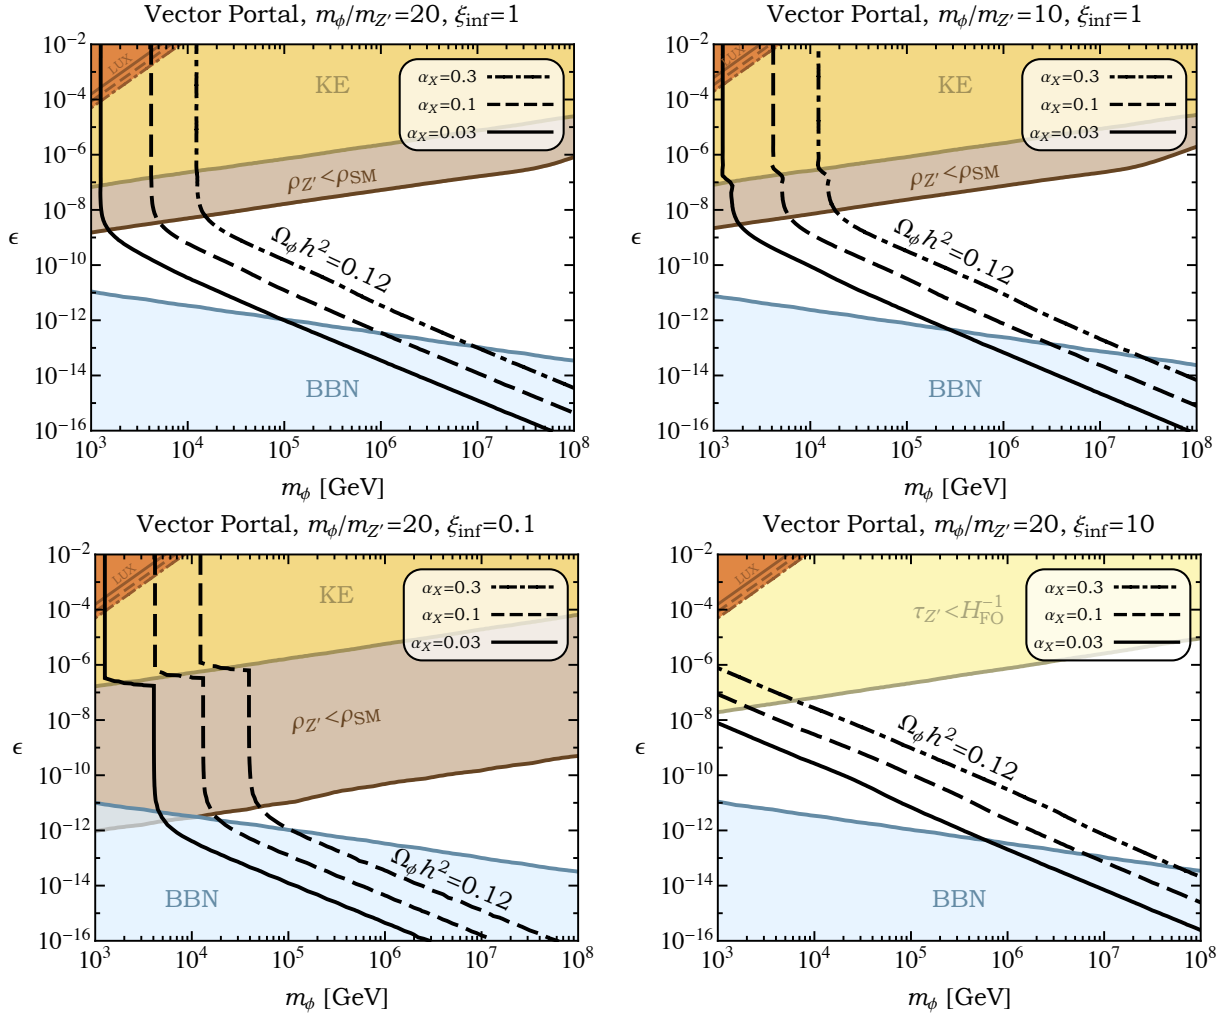 Vector Portal, m_ϕ/m_Z′=20, ξ_inf=1
10^-2
10^-4
10^-6
10^-8
10^-10
10^-12
10^-14
10^-16
ϵ
LUX
KE
α_X=0.3
α_X=0.1
α_X=0.03
ρ_Z′<ρ_SM
Ω_ϕh^2=0.12
BBN
10^3 10^4 10^5 10^6 10^7 10^8
m_ϕ [GeV]
Vector Portal, m_ϕ/m_Z′=10, ξ_inf=1
10^-2
10^-4
10^-6
10^-8
10^-10
10^-12
10^-14
10^-16
ϵ
LUX
KE
α_X=0.3
α_X=0.1
α_X=0.03
ρ_Z′<ρ_SM
Ω_ϕh^2=0.12
BBN
10^3 10^4 10^5 10^6 10^7 10^8
m_ϕ [GeV]
Vector Portal, m_ϕ/m_Z′=20, ξ_inf=0.1
10^-2
10^-4
10^-6
10^-8
10^-10
10^-12
10^-14
10^-16
ϵ
LUX
KE
α_X=0.3
α_X=0.1
α_X=0.03
ρ_Z′<ρ_SM
Ω_ϕh^2=0.12
BBN
10^3 10^4 10^5 10^6 10^7 10^8
m_ϕ [GeV]
Vector Portal, m_ϕ/m_Z′=20, ξ_inf=10
10^-2
10^-4
10^-6
10^-8
10^-10
10^-12
10^-14
10^-16
ϵ
LUX
τ_Z′<H_FO^-1
α_X=0.3
α_X=0.1
α_X=0.03
Ω_ϕh^2=0.12
BBN
10^3 10^4 10^5 10^6 10^7 10^8
m_ϕ [GeV]